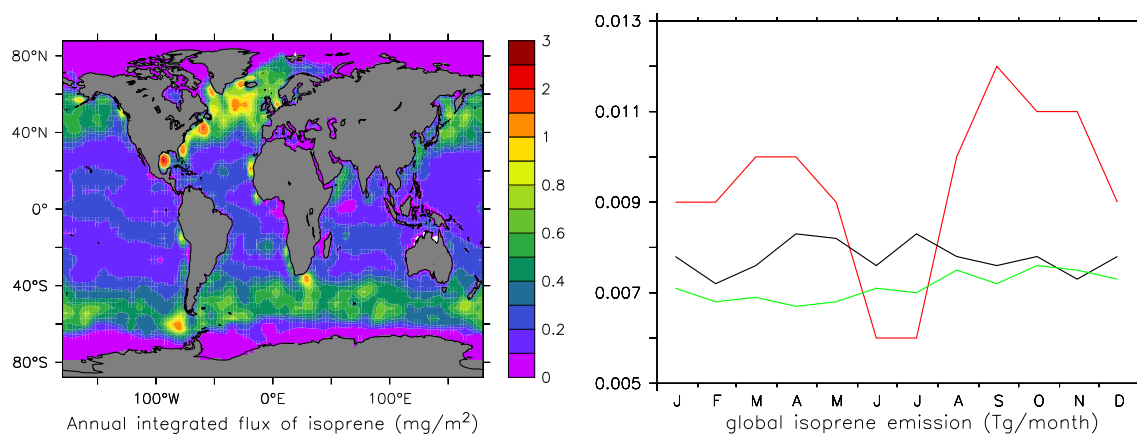 80°N
40°N
0°
40°S
80°S
100°W 0°E 100°E
Annual integrated flux of isoprene (mg/m²)
3
2
1
0.8
0.6
0.4
0.2
0
0.013
0.011
0.009
0.007
0.005
J F M A M J J A S O N D
global isoprene emission (Tg/month)